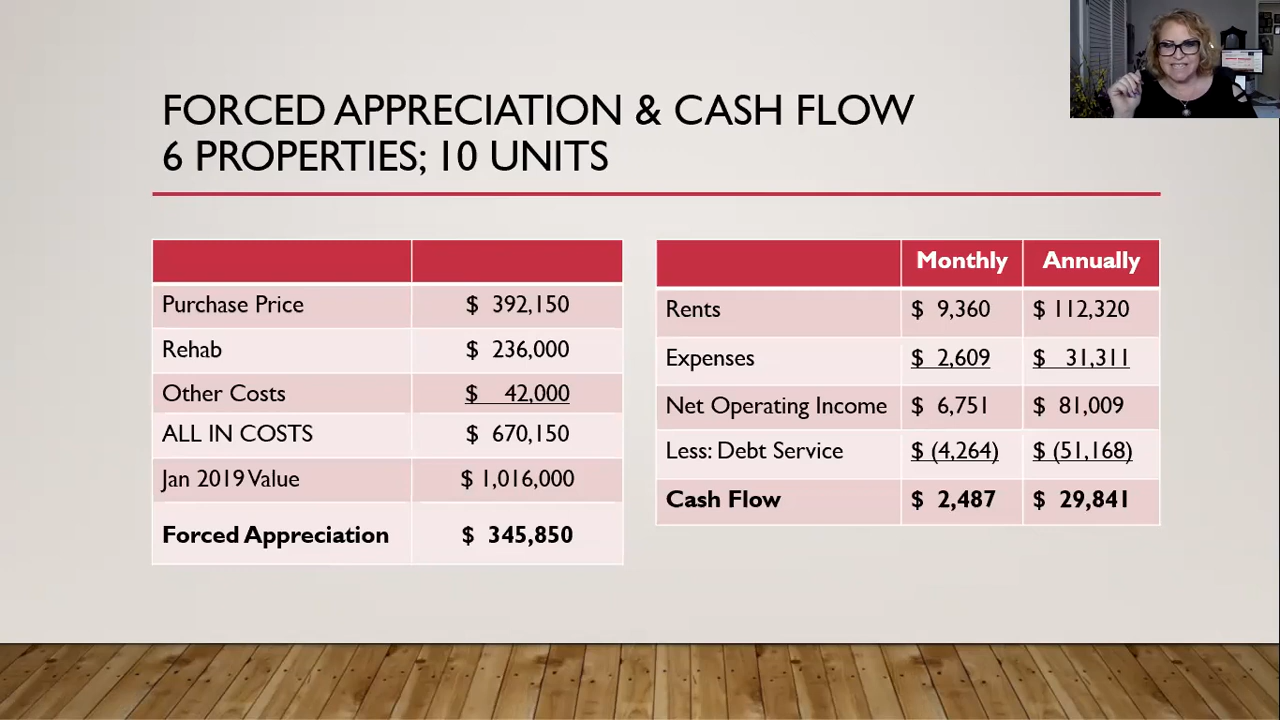 FORCED APPRECIATION & CASH FLOW
6 PROPERTIES; 10 UNITS
Purchase Price $ 392,150
Rehab $ 236,000
Other Costs $ 42,000
ALL IN COSTS $ 670,150
Jan 2019 Value $ 1,016,000
Forced Appreciation $ 345,850
Monthly Annually
Rents $ 9,360 $ 112,320
Expenses $ 2,609 $ 31,311
Net Operating Income $ 6,751 $ 81,009
Less: Debt Service $ (4,264) $ (51,168)
Cash Flow $ 2,487 $ 29,841